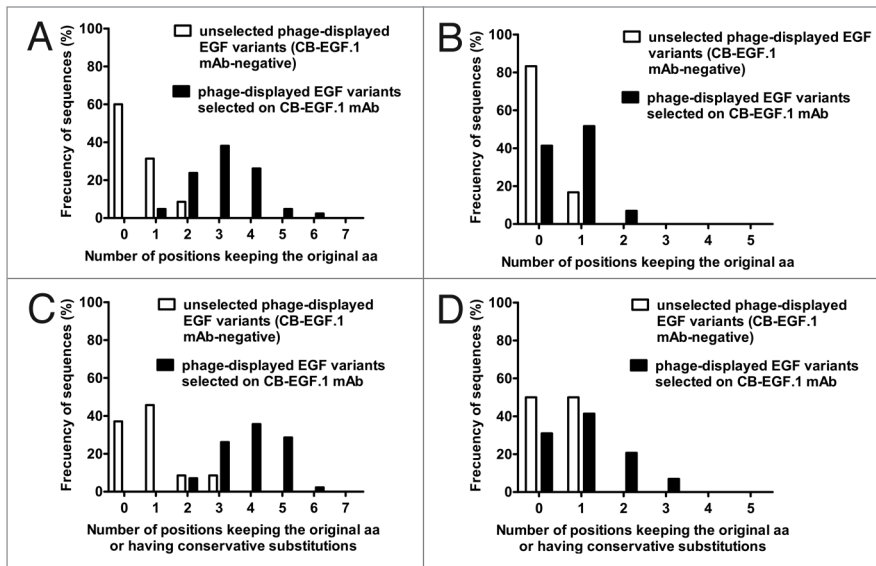 A
Frecuency of sequences (%)
100
80
60
40
20
0
unselected phage-displayed
EGF variants (CB-EGF.1
mAb-negative)
phage-displayed EGF variants
selected on CB-EGF.1 mAb
0 1 2 3 4 5 6 7
Number of positions keeping the original aa
B
Frecuency of sequences (%)
100
80
60
40
20
0
unselected phage-displayed EGF
variants (CB-EGF.1
mAb-negative)
phage-displayed EGF variants
selected on CB-EGF.1 mAb
0 1 2 3 4 5
Number of positions keeping the original aa
C
Frecuency of sequences (%)
100
80
60
40
20
0
unselected phage-displayed
EGF variants (CB-EGF.1
mAb-negative)
phage-displayed EGF variants
selected on CB-EGF.1 mAb
0 1 2 3 4 5 6 7
Number of positions keeping the original aa
or having conservative substitutions
D
Frecuency of sequences (%)
100
80
60
40
20
0
unselected phage-displayed
EGF variants (CB-EGF.1
mAb-negative)
phage-displayed EGF variants
selected on CB-EGF.1 mAb
0 1 2 3 4 5
Number of positions keeping the original aa
or having conservative substitutions